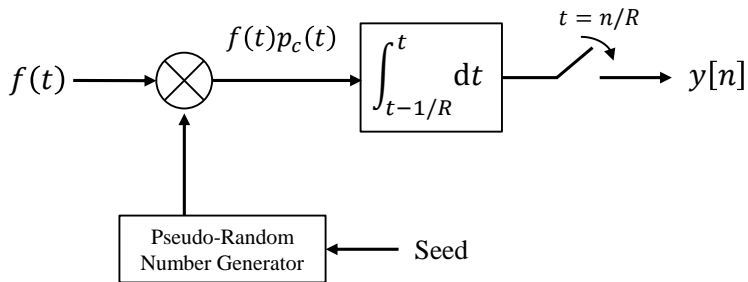 f(t)
f(t)p_c(t)
∫_{t−1/R}^{t} dt
t = n/R
y[n]
Pseudo-Random
Number Generator
Seed